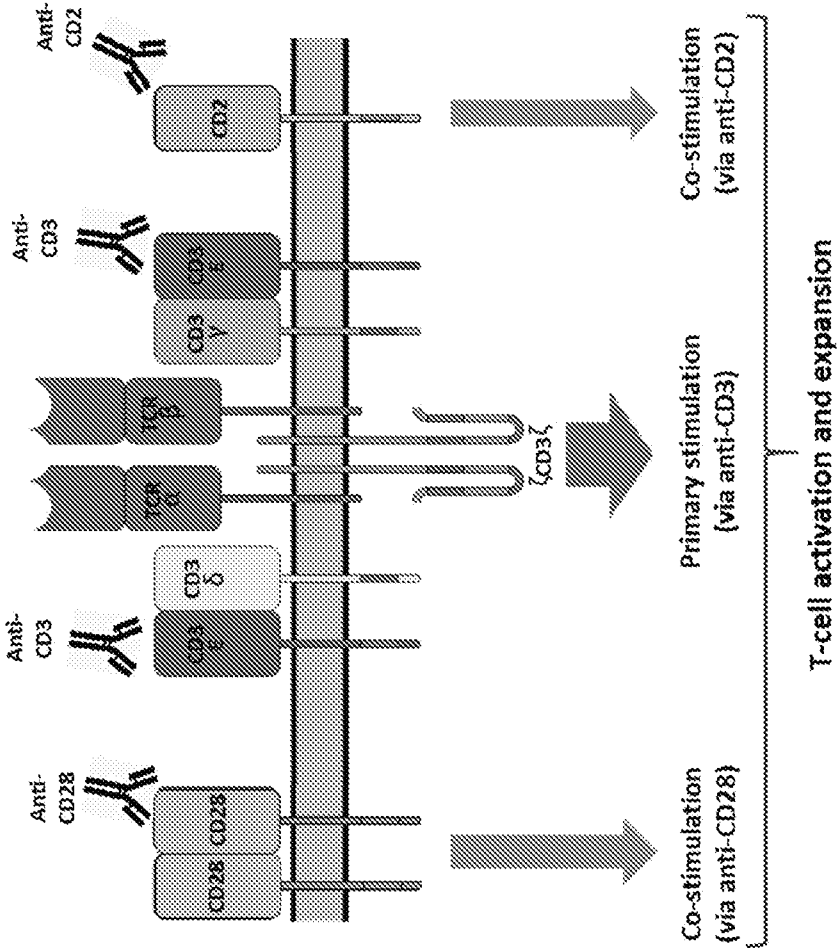 Anti-
CD28
Anti-
CD3
Anti-
CD3
Anti-
CD2
CD28
CD28
CD3
ε
CD3
δ
TCR
α
TCR
β
CD3
γ
CD3
ε
CD2
ζCD3ζ
Co-stimulation
(via anti-CD28)
Primary stimulation
(via anti-CD3)
Co-stimulation
(via anti-CD2)
T-cell activation and expansion